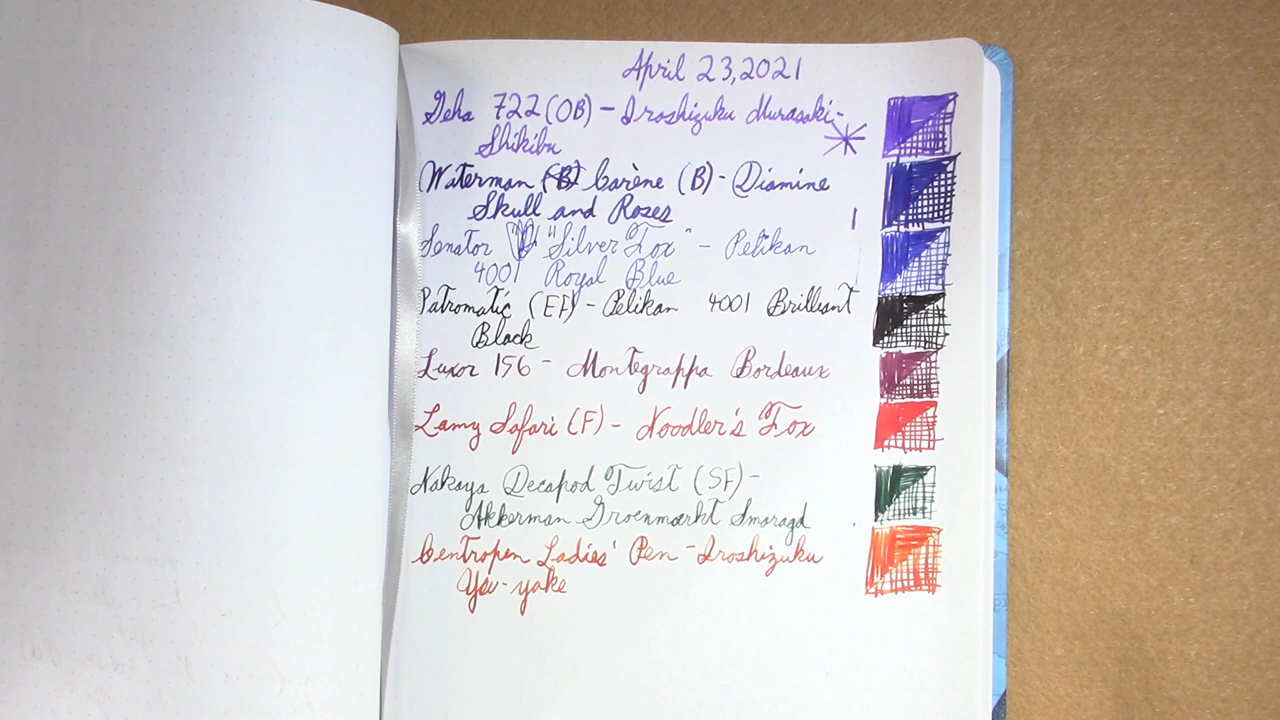 April 23, 2021
Geha 722 (OB) – Iroshizuku Murasaki-
Shikibu
Waterman Carène (B) - Diamine
Skull and Roses
Senator "Silver Fox" - Pelikan
4001 Royal Blue
Patromatic (EF) - Pelikan 4001 Brilliant
Black
Luxor 156 - Montegrappa Bordeaux
Lamy Safari (F) - Noodler's Fox
Nakaya Decapod Twist (SF) -
Akkerman Groenmarkt Smaragd
Centropen Ladies' Pen - Iroshizuku
Yu-yake